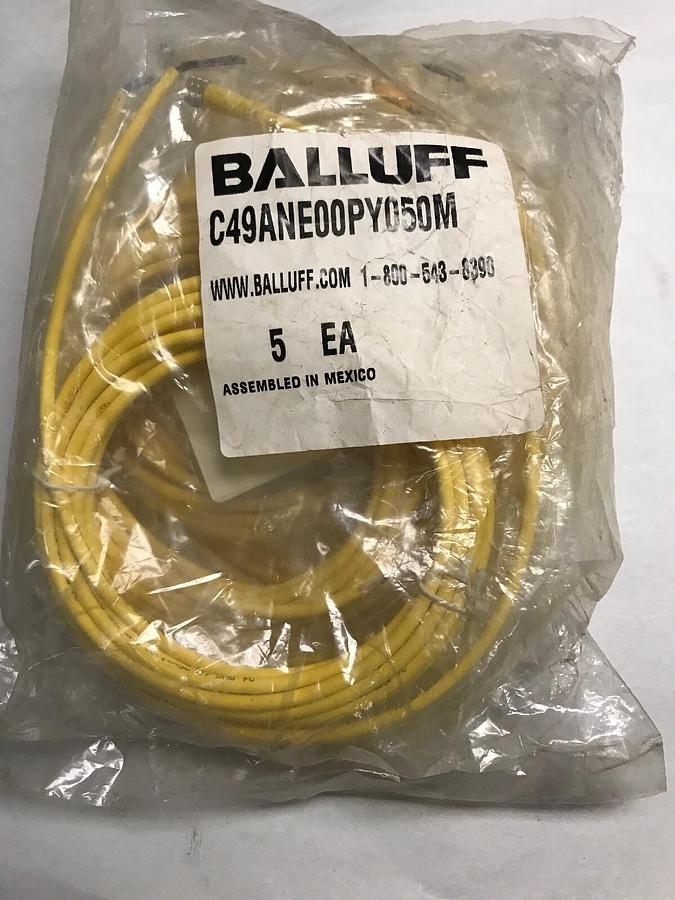 BALLUFF
C49ANE00PY050M
WWW.BALLUFF.COM 1-800-543-8390
5 EA
ASSEMBLED IN MEXICO